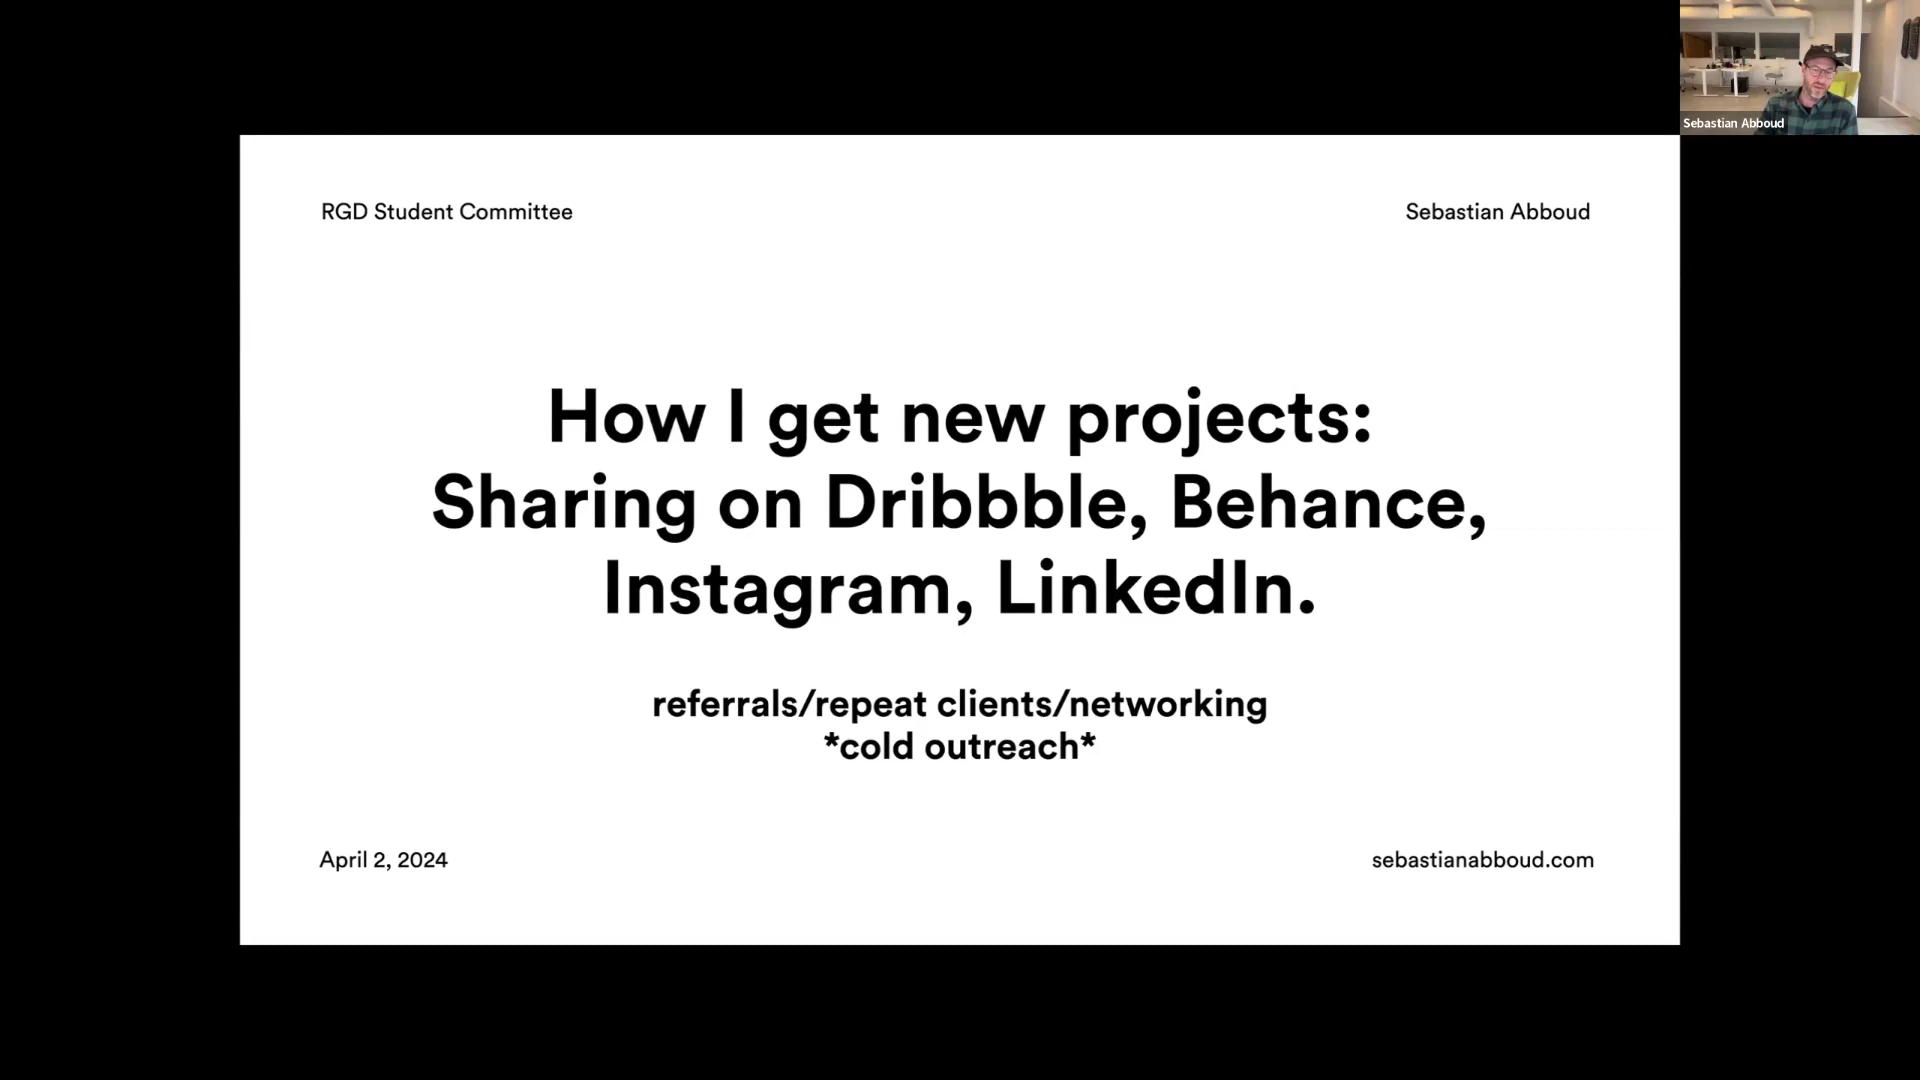 Sebastian Abboud
RGD Student Committee
Sebastian Abboud
How I get new projects:
Sharing on Dribbble, Behance,
Instagram, LinkedIn.
referrals/repeat clients/networking
*cold outreach*
April 2, 2024
sebastianabboud.com